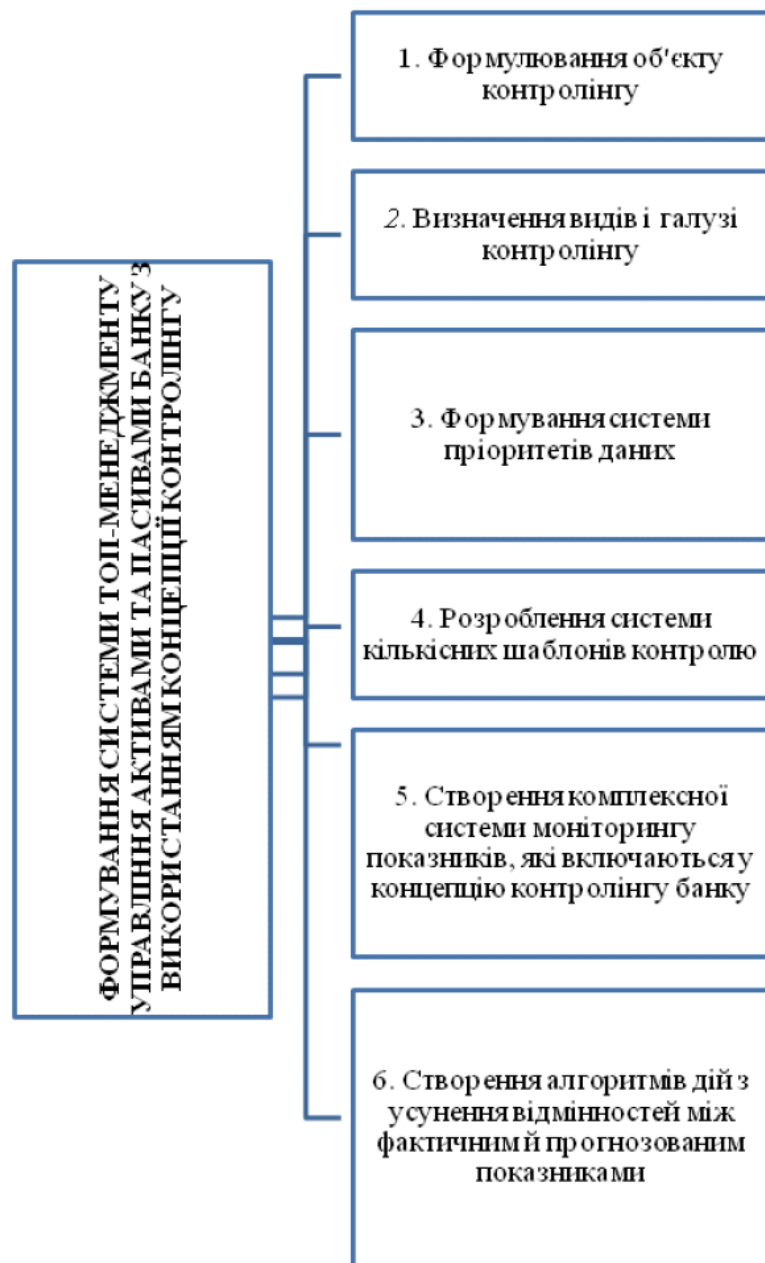 ФОРМУВАННЯ СИСТЕМИ ТОП-МЕНЕДЖМЕНТУ
УПРАВЛІННЯ АКТИВАМИ ТА ПАСИВАМИ БАНКУ З
ВИКОРИСТАННЯМ КОНЦЕПЦІЇ КОНТРОЛІНГУ
1. Формулювання об'єкту
контролінгу
2. Визначення видів і галузі
контролінгу
3. Формування системи
пріоритетів даних
4. Розроблення системи
кількісних шаблонів контролю
5. Створення комплексної
системи моніторингу
показників, які включаються у
концепцію контролінгу банку
6. Створення алгоритмів дій з
усунення відмінностей між
фактичним й прогнозованим
показниками